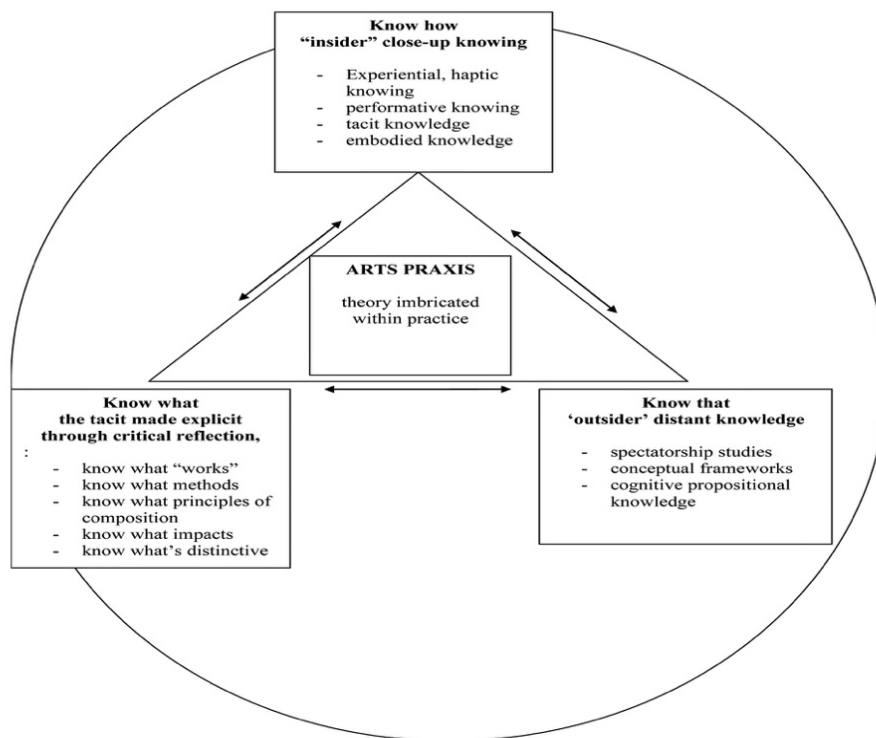 Know how
“insider” close-up knowing
- Experiential, haptic
knowing
- performative knowing
- tacit knowledge
- embodied knowledge
ARTS PRAXIS
theory imbricated
within practice
Know what
the tacit made explicit
through critical reflection,
:
- know what “works”
- know what methods
- know what principles of
composition
- know what impacts
- know what’s distinctive
Know that
‘outsider’ distant knowledge
- spectatorship studies
- conceptual frameworks
- cognitive propositional
knowledge